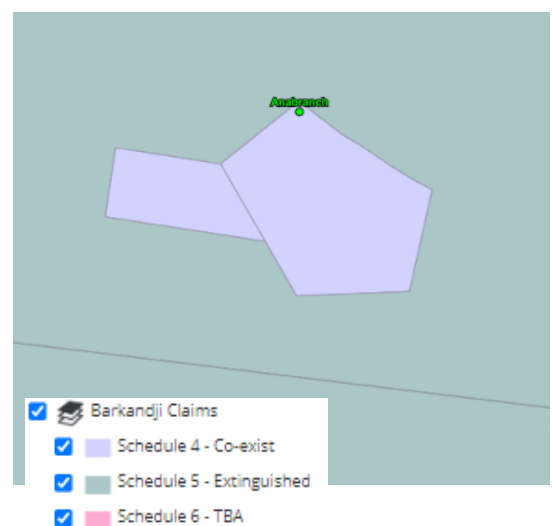 Anabranch
Barkandji Claims
Schedule 4 - Co-exist
Schedule 5 - Extinguished
Schedule 6 - TBA